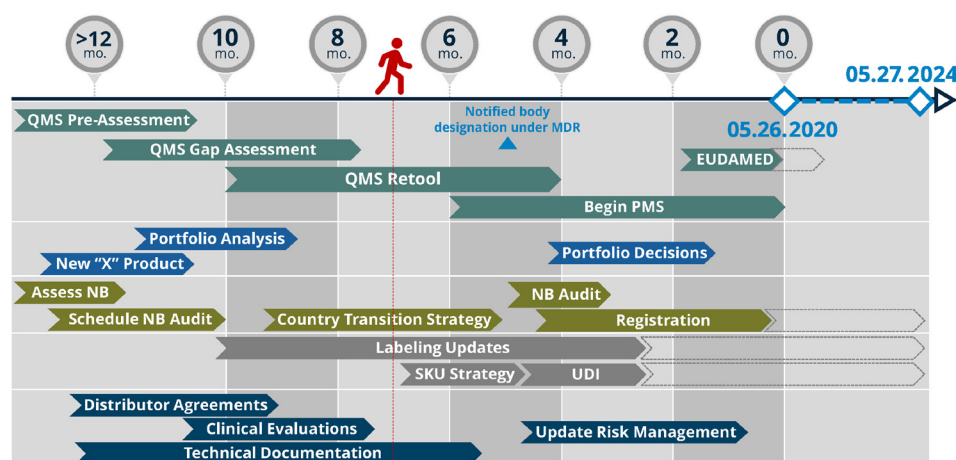 >12
mo.
10
mo.
8
mo.
6
mo.
4
mo.
2
mo.
0
mo.
05.27.2024
05.26.2020
Notified body
designation under MDR
QMS Pre-Assessment
QMS Gap Assessment
EUDAMED
QMS Retool
Begin PMS
Portfolio Analysis
Portfolio Decisions
New “X” Product
Assess NB
NB Audit
Schedule NB Audit
Country Transition Strategy
Registration
Labeling Updates
SKU Strategy
UDI
Distributor Agreements
Clinical Evaluations
Update Risk Management
Technical Documentation